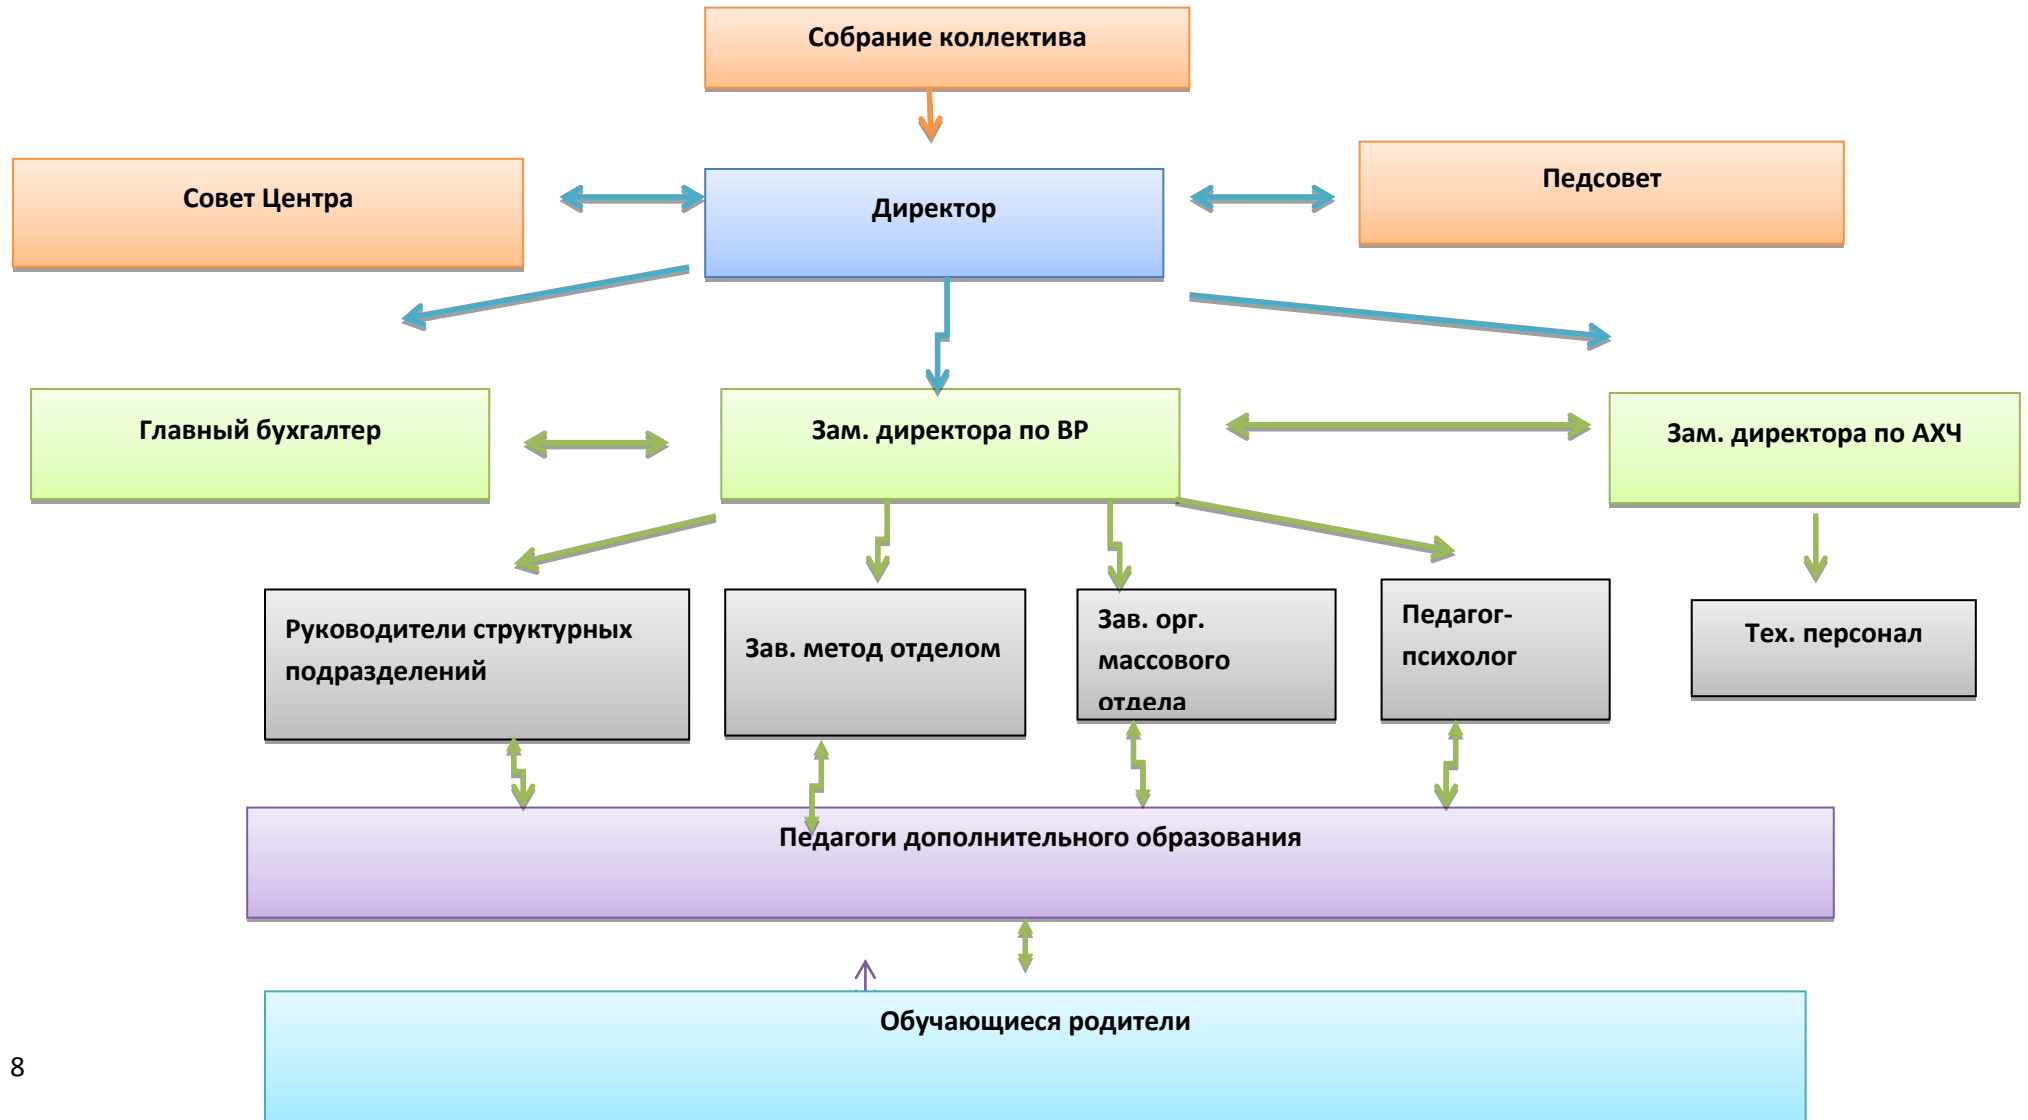 Собрание коллектива
Совет Центра
Директор
Педсовет
Главный бухгалтер
Зам. директора по ВР
Зам. директора по АХЧ
Руководители структурных
подразделений
Зав. метод отделом
Зав. орг.
массового
отдела
Педагог-
психолог
Тех. персонал
Педагоги дополнительного образования
Обучающиеся родители
8